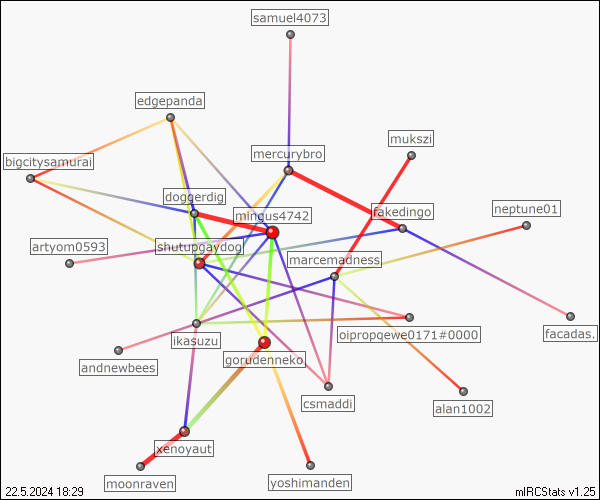 samuel4073
edgepanda
mukszi
mercurybro
bigcitysamurai
doggerdig
mingus4742
fakedingo
neptune01
artyom0593
shutupgaydog
marcemadness
ikasuzu
oipropqewe0171#0000
facadas.
andnewbees
gorudenneko.
csmaddi
alan1002
xenoyaut
moonraven
yoshimanden
22.5.2024 18:29
mIRCStats v1.25